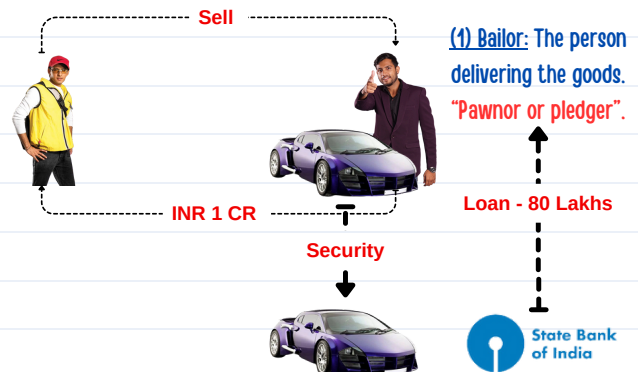 Sell
(1) Bailor: The person
delivering the goods.
“Pawnor or pledger”.
INR 1 CR
Loan - 80 Lakhs
Security
State Bank
of India